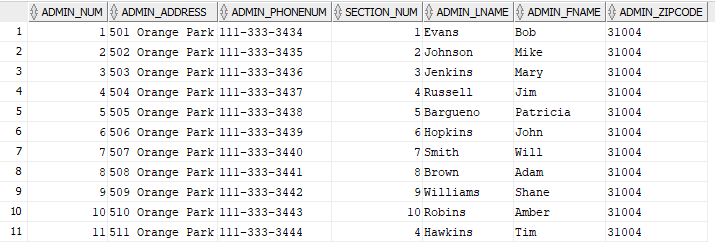 ADMIN_NUM ADMIN_ADDRESS ADMIN_PHONENUM SECTION_NUM ADMIN_LNAME ADMIN_FNAME ADMIN_ZIPCODE
1 1 501 Orange Park 111-333-3434 1 Evans Bob 31004
2 2 502 Orange Park 111-333-3435 2 Johnson Mike 31004
3 3 503 Orange Park 111-333-3436 3 Jenkins Mary 31004
4 4 504 Orange Park 111-333-3437 4 Russell Jim 31004
5 5 505 Orange Park 111-333-3438 5 Bargueno Patricia 31004
6 6 506 Orange Park 111-333-3439 6 Hopkins John 31004
7 7 507 Orange Park 111-333-3440 7 Smith Will 31004
8 8 508 Orange Park 111-333-3441 8 Brown Adam 31004
9 9 509 Orange Park 111-333-3442 9 Williams Shane 31004
10 10 510 Orange Park 111-333-3443 10 Robins Amber 31004
11 11 511 Orange Park 111-333-3444 4 Hawkins Tim 31004